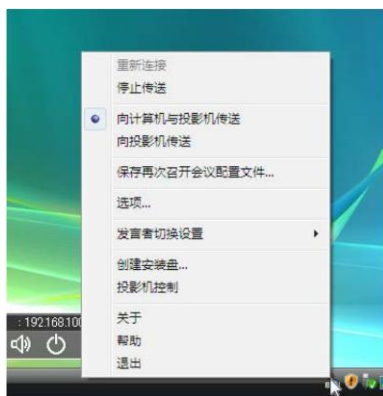 重新连接
停止传送
向计算机与投影机传送
向投影机传送
保存再次召开会议配置文件...
选项...
发言者切换设置
创建安装盘...
投影机控制
关于
帮助
退出
: 192.168.100